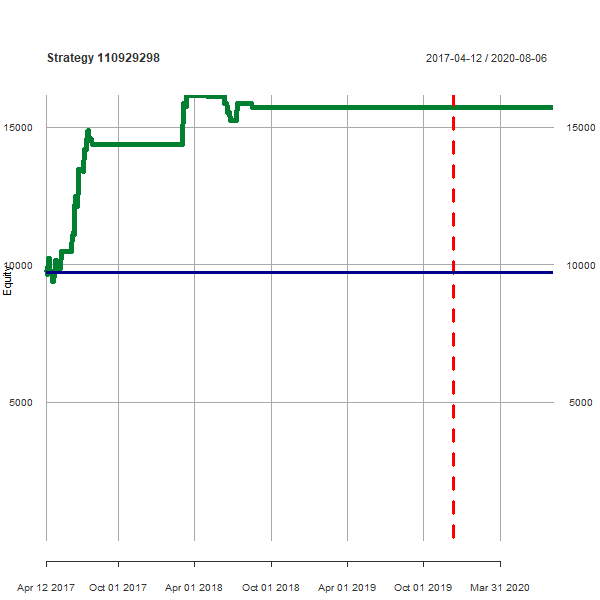 Strategy 110929298
2017-04-12 / 2020-08-06
15000 15000
10000 10000
Equity
5000 5000
Apr 12 2017 Oct 01 2017 Apr 01 2018 Oct 01 2018 Apr 01 2019 Oct 01 2019 Mar 31 2020